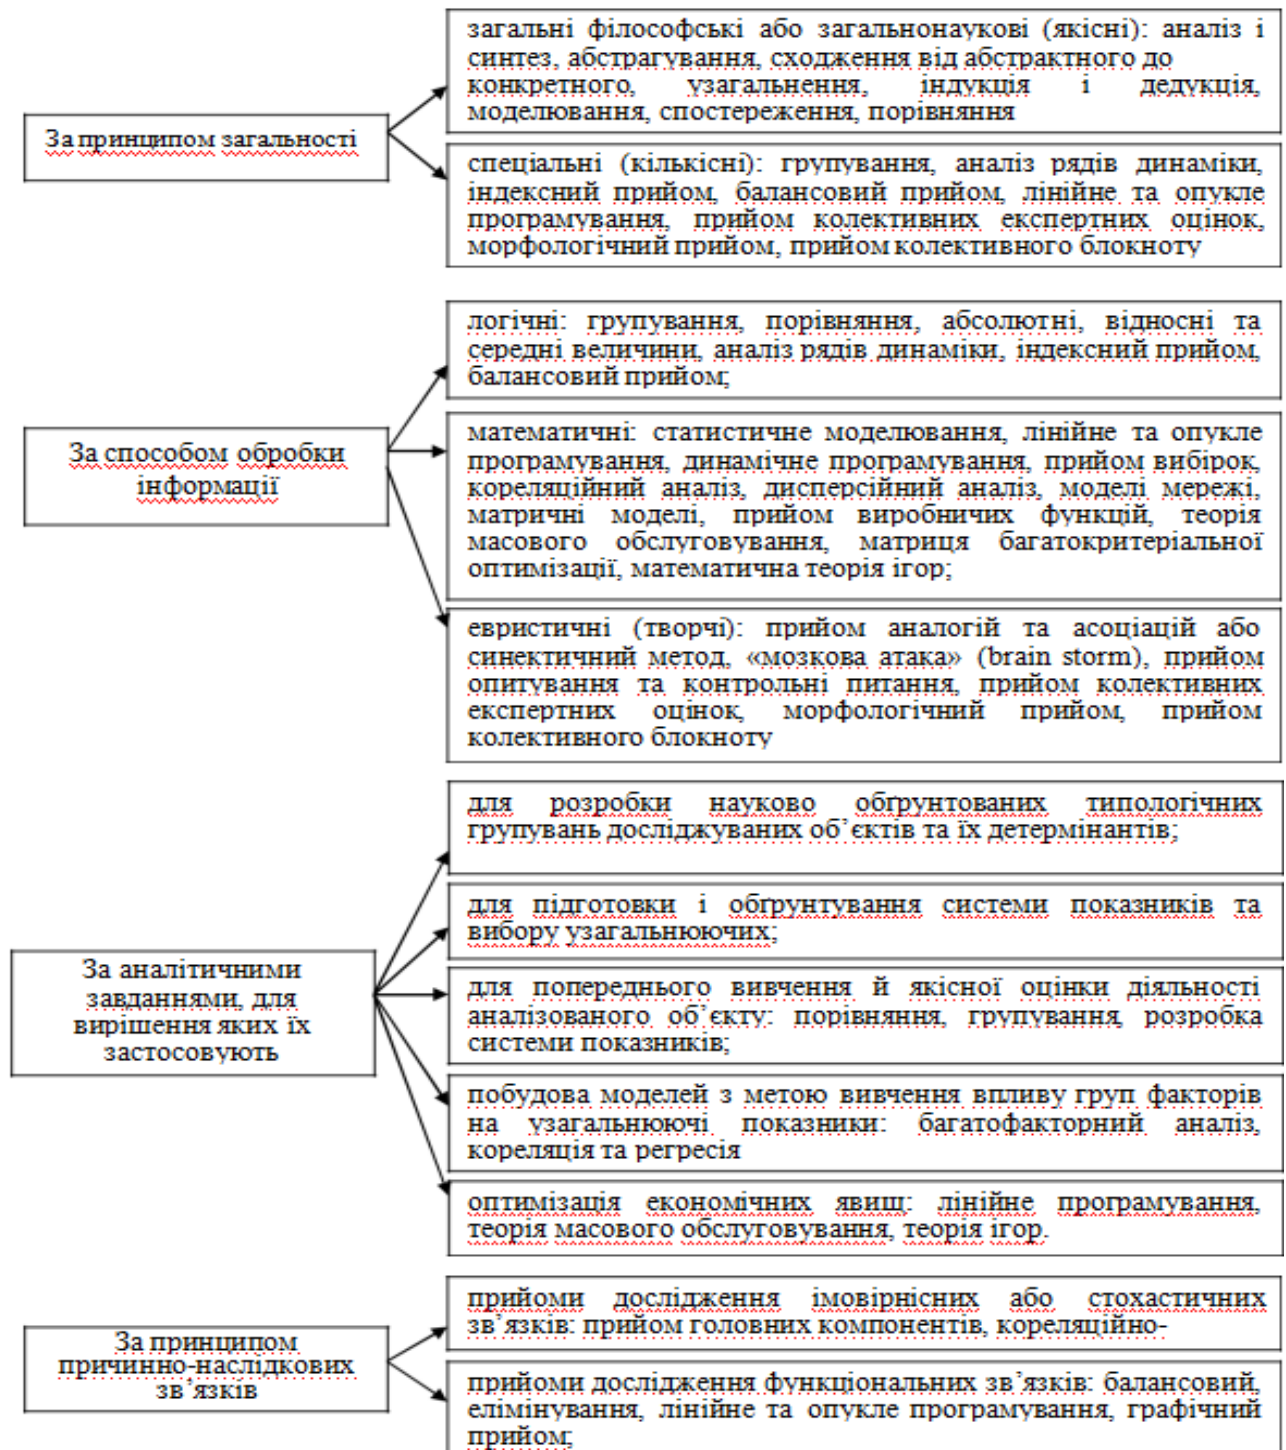 За принципом загальності
загальні філософські або загальнонаукові (якісні): аналіз і
синтез, абстрагування, сходження від абстрактного до
конкретного, узагальнення, індукція і дедукція,
моделювання, спостереження, порівняння
спеціальні (кількісні): групування, аналіз рядів динаміки,
індексний прийом, балансовий прийом, лінійне та опукле
програмування, прийом колективних експертних оцінок,
морфологічний прийом, прийом колективного блокноту
За способом обробки
інформації
логічні: групування, порівняння, абсолютні, відносні та
середні величини, аналіз рядів динаміки, індексний прийом,
балансовий прийом;
математичні: статистичне моделювання, лінійне та опукле
програмування, динамічне програмування, прийом вибірок,
кореляційний аналіз, дисперсійний аналіз, моделі мережі,
матричні моделі, прийом виробничих функцій, теорія
масового обслуговування, матриця багатокритеріальної
оптимізації, математична теорія ігор;
евристичні (творчі): прийом аналогій та асоціацій або
синектичний метод, «мозкова атака» (brain storm), прийом
опитування та контрольні питання, прийом колективних
експертних оцінок, морфологічний прийом, прийом
колективного блокноту
За аналітичними
завданнями, для
вирішення яких їх
застосовують
для розробки науково обґрунтованих типологічних
групувань досліджуваних об’єктів та їх детермінантів;
для підготовки і обґрунтування системи показників та
вибору узагальнюючих;
для попереднього вивчення й якісної оцінки діяльності
аналізованого об’єкту: порівняння, групування, розробка
системи показників;
побудова моделей з метою вивчення впливу груп факторів
на узагальнюючі показники: багатофакторний аналіз,
кореляція та регресія
оптимізація економічних явищ: лінійне програмування,
теорія масового обслуговування, теорія ігор.
За принципом
причинно-наслідкових
зв’язків
прийоми дослідження імовірнісних або стохастичних
зв’язків: прийом головних компонентів, кореляційно-
прийоми дослідження функціональних зв’язків: балансовий,
елімінування, лінійне та опукле програмування, графічний
прийом;